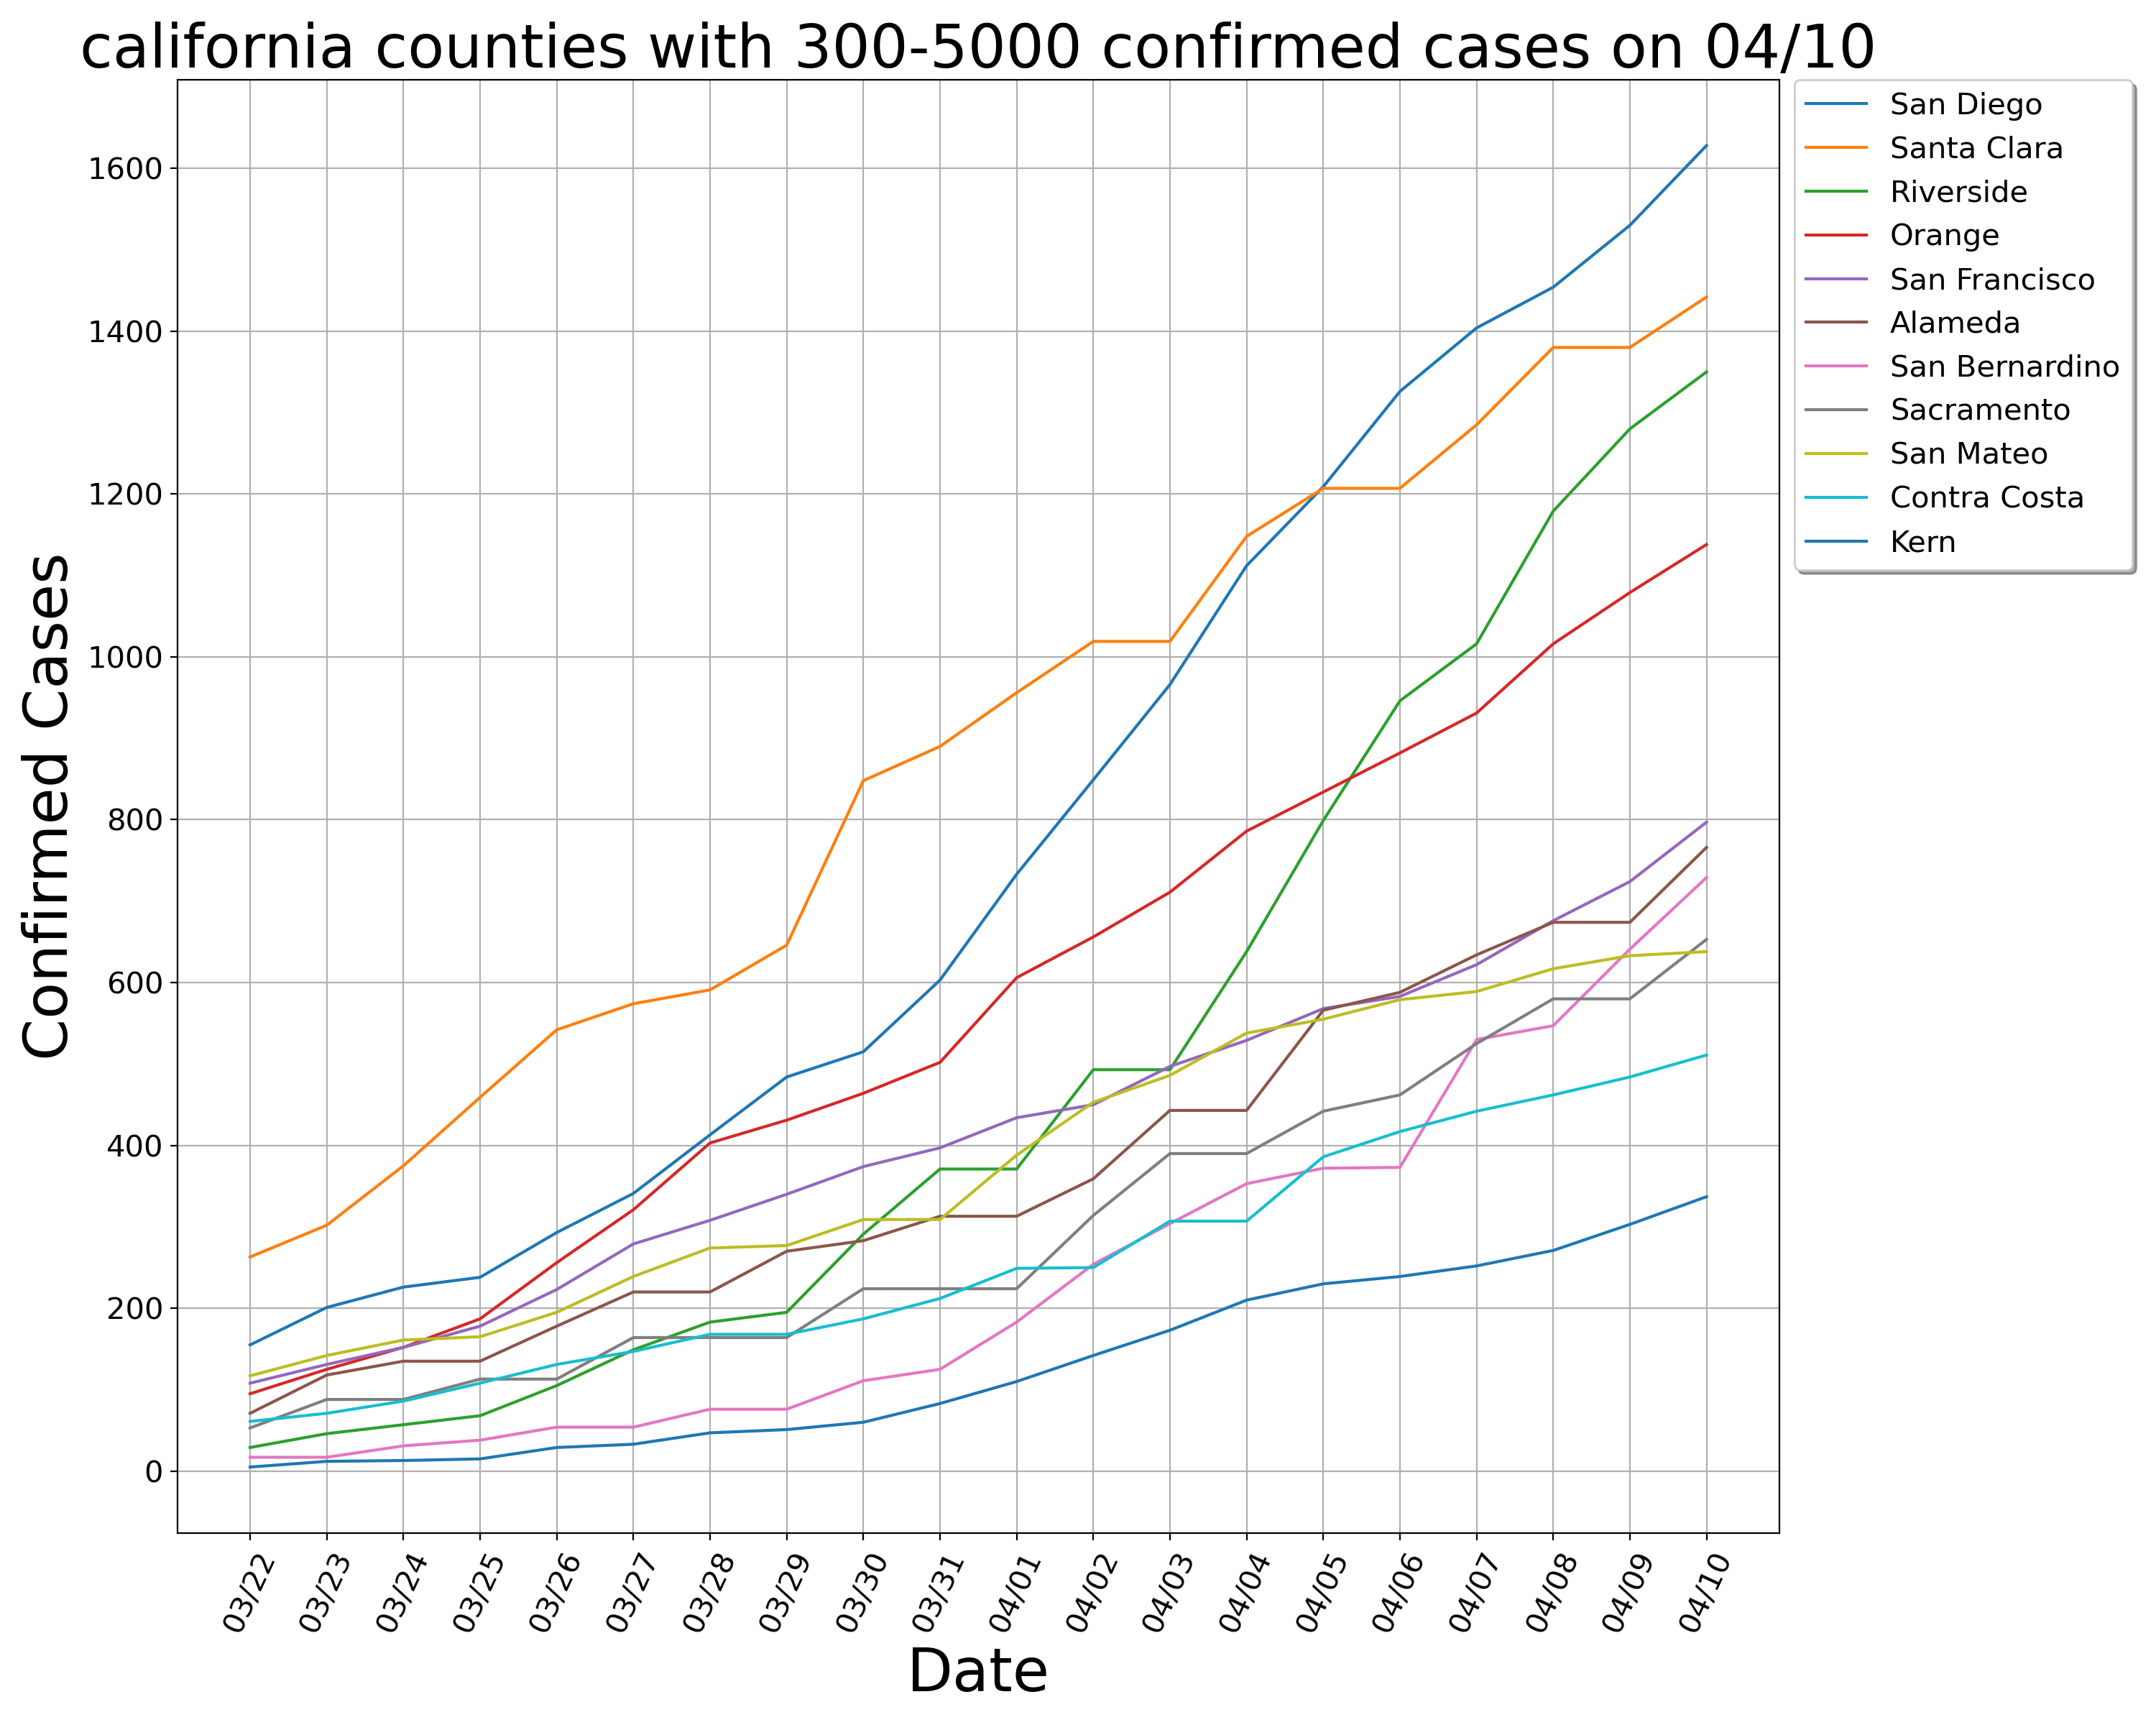 california counties with 300-5000 confirmed cases on 04/10
San Diego
Santa Clara
Riverside
Orange
San Francisco
Alameda
San Bernardino
Sacramento
San Mateo
Contra Costa
Kern
Confirmed Cases
1600
1400
1200
1000
800
600
400
200
0
03/22
03/23
03/24
03/25
03/26
03/27
03/28
03/29
03/30
03/31
04/01
04/02
04/03
04/04
04/05
04/06
04/07
04/08
04/09
04/10
Date